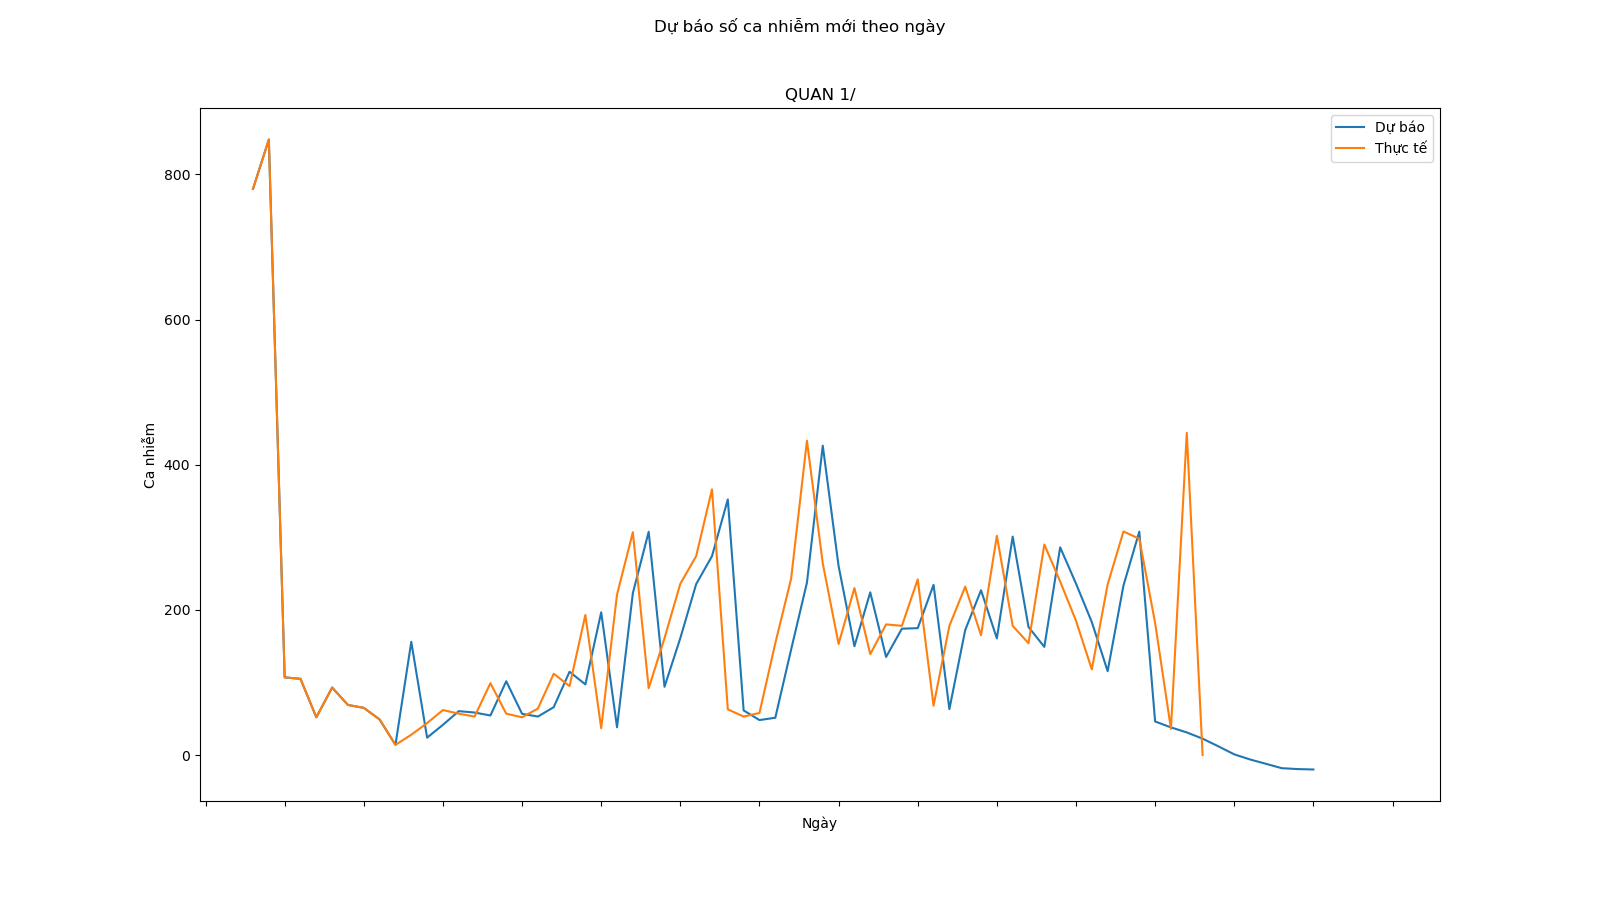 Dự báo số ca nhiễm mới theo ngày
QUAN 1/
Dự báo
Thực tế
800
600
400
200
0
Ca nhiễm
Ngày